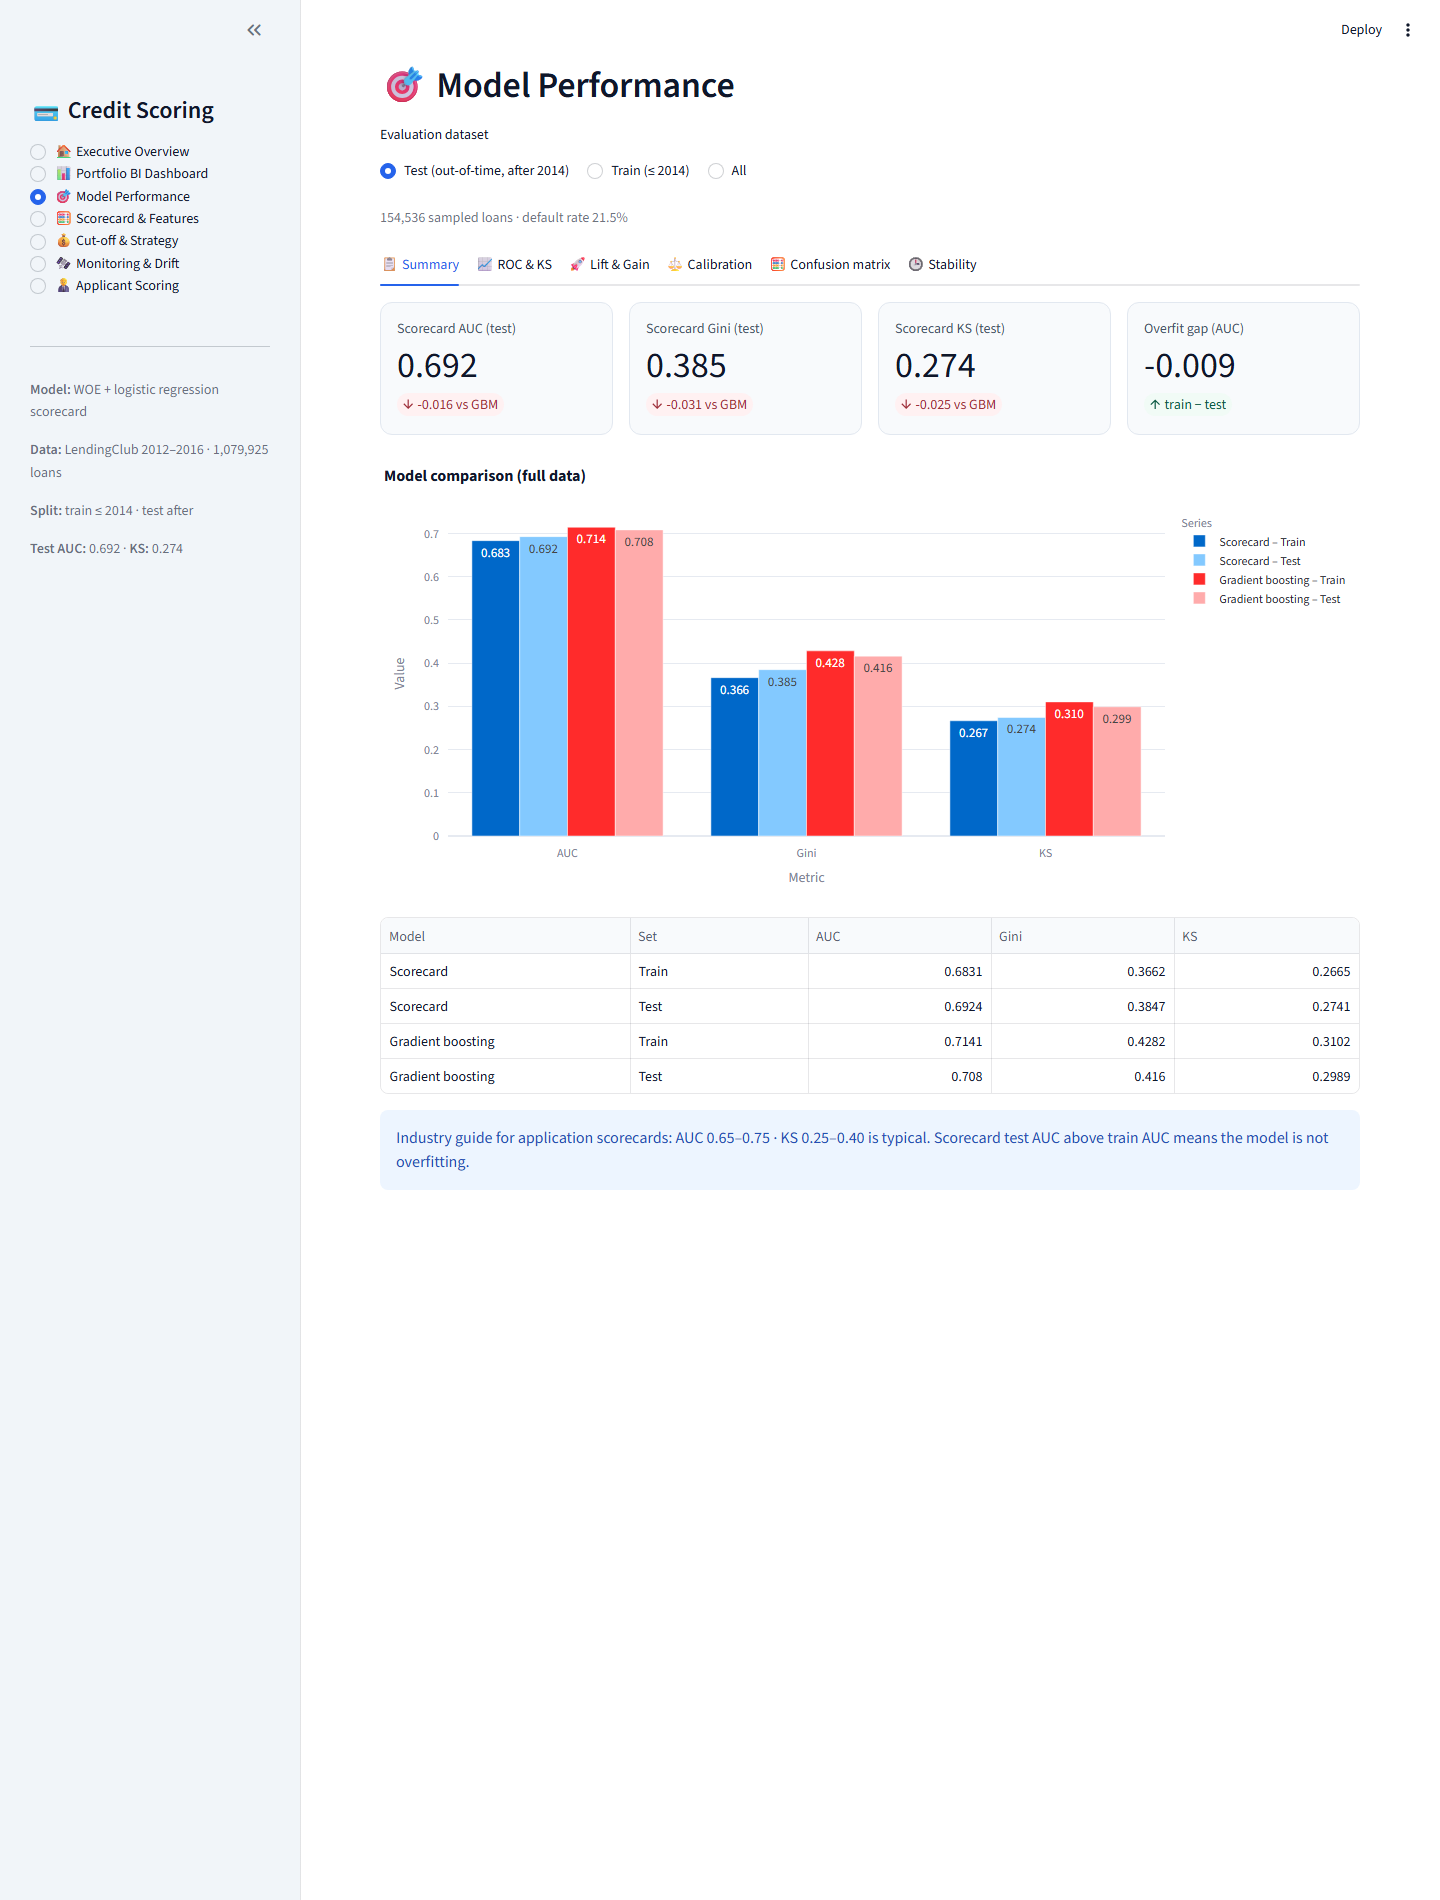 Deploy
Credit Scoring
Executive Overview
Portfolio BI Dashboard
Model Performance
Scorecard & Features
Cut-off & Strategy
Monitoring & Drift
Applicant Scoring
Model: WOE + logistic regression
scorecard
Data: LendingClub 2012–2016 · 1,079,925
loans
Split: train ≤ 2014 · test after
Test AUC: 0.692 · KS: 0.274
Model Performance
Evaluation dataset
Test (out-of-time, after 2014) Train (≤ 2014) All
154,536 sampled loans · default rate 21.5%
Summary ROC & KS Lift & Gain Calibration Confusion matrix Stability
Scorecard AUC (test)
0.692
↓ -0.016 vs GBM
Scorecard Gini (test)
0.385
↓ -0.031 vs GBM
Scorecard KS (test)
0.274
↓ -0.025 vs GBM
Overfit gap (AUC)
-0.009
↑ train − test
Model comparison (full data)
Value
0.7
0.6
0.5
0.4
0.3
0.2
0.1
0
0.683 0.692 0.714 0.708
0.366 0.385 0.428 0.416
0.267 0.274 0.310 0.299
AUC Gini KS
Metric
Series
Scorecard – Train
Scorecard – Test
Gradient boosting – Train
Gradient boosting – Test
Model Set AUC Gini KS
Scorecard Train 0.6831 0.3662 0.2665
Scorecard Test 0.6924 0.3847 0.2741
Gradient boosting Train 0.7141 0.4282 0.3102
Gradient boosting Test 0.708 0.416 0.2989
Industry guide for application scorecards: AUC 0.65–0.75 · KS 0.25–0.40 is typical. Scorecard test AUC above train AUC means the model is not
overfitting.